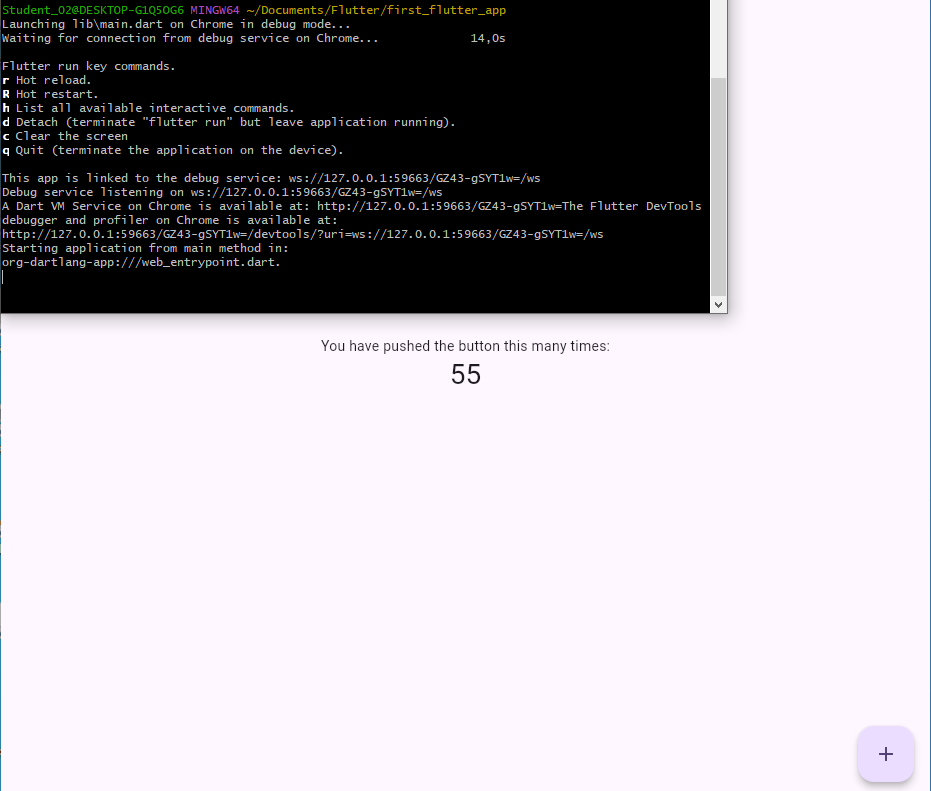 Student_02@DESKTOP-G1Q5OG6 MINGW64 ~/Documents/Flutter/first_flutter_app
Launching lib\main.dart on Chrome in debug mode...
Waiting for connection from debug service on Chrome... 14,0s
Flutter run key commands.
r Hot reload.
R Hot restart.
h List all available interactive commands.
d Detach (terminate "flutter run" but leave application running).
c Clear the screen
q Quit (terminate the application on the device).
This app is linked to the debug service: ws://127.0.0.1:59663/GZ43-gSYT1w=/ws
Debug service listening on ws://127.0.0.1:59663/GZ43-gSYT1w=/ws
A Dart VM Service on Chrome is available at: http://127.0.0.1:59663/GZ43-gSYT1w=The Flutter DevTools
debugger and profiler on Chrome is available at:
http://127.0.0.1:59663/GZ43-gSYT1w=/devtools/?uri=ws://127.0.0.1:59663/GZ43-gSYT1w=/ws
Starting application from main method in:
org-dartlang-app:///web_entrypoint.dart.
You have pushed the button this many times:
55
+